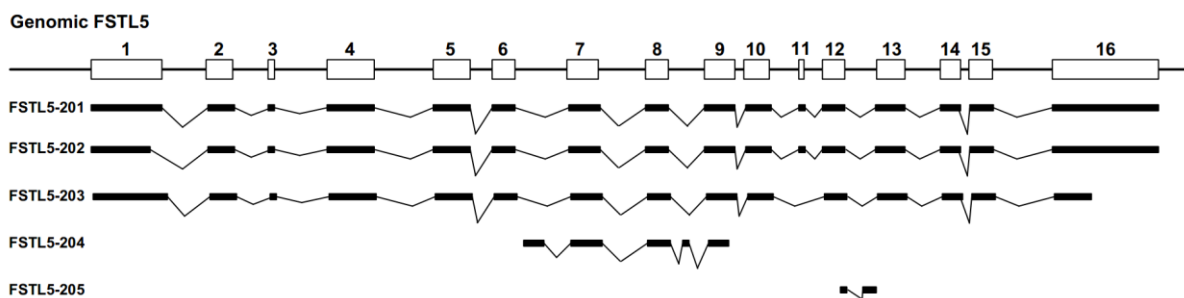 Genomic FSTL5
1 2 3 4 5 6 7 8 9 10 11 12 13 14 15 16
FSTL5-201
FSTL5-202
FSTL5-203
FSTL5-204
FSTL5-205